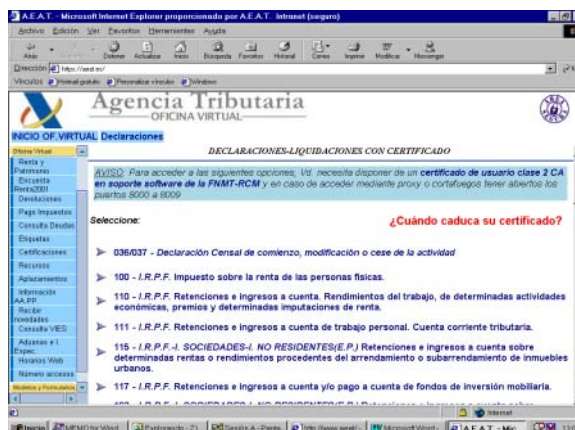 A.E.A.T. - Microsoft Internet Explorer proporcionado por A.E.A.T. Intranet (seguro)
Archivo Edición Ver Favoritos Herramientas Ayuda
Atrás Detener Actualizar Inicio Búsqueda Favoritos Historial Correo Imprimir Modificar Messenger
Dirección https://aeat.es/
Vínculos Hotmail gratuito Personalizar vínculos Windows
Agencia Tributaria
OFICINA VIRTUAL
INICIO OF.VIRTUAL Declaraciones
Oficina Virtual
Renta y
Patrimonio
Encuesta
Renta2001
Devoluciones
Pago Impuestos
Consulta Deudas
Etiquetas
Certificaciones
Recursos
Aplazamientos
Información
AA.PP.
Recibir
novedades
Consulta VIES
Aduanas e I.
Espec.
Horarios Web
Número accesos
Modelos y Formularios
DECLARACIONES-LIQUIDACIONES CON CERTIFICADO
AVISO: Para acceder a las siguientes opciones, Vd. necesita disponer de un certificado de usuario clase 2 CA
en soporte software de la FNMT-RCM y en caso de acceder mediante proxy o cortafuegos tener abiertos los
puertos 8000 a 8009
Seleccione: ¿Cuándo caduca su certificado?
036/037 - Declaración Censal de comienzo, modificación o cese de la actividad
100 - I.R.P.F. Impuesto sobre la renta de las personas físicas.
110 - I.R.P.F. Retenciones e ingresos a cuenta. Rendimientos del trabajo, de determinadas actividades
económicas, premios y determinadas imputaciones de renta.
111 - I.R.P.F. Retenciones e ingresos a cuenta de trabajo personal. Cuenta corriente tributaria.
115 - I.R.P.F.-I. SOCIEDADES-I. NO RESIDENTES(E.P.) Retenciones e ingresos a cuenta sobre
determinadas rentas o rendimientos procedentes del arrendamiento o subarrendamiento de inmuebles
urbanos.
117 - I.R.P.F. Retenciones e ingresos a cuenta y/o pago a cuenta de fondos de inversión mobiliaria.
Internet
Inicio